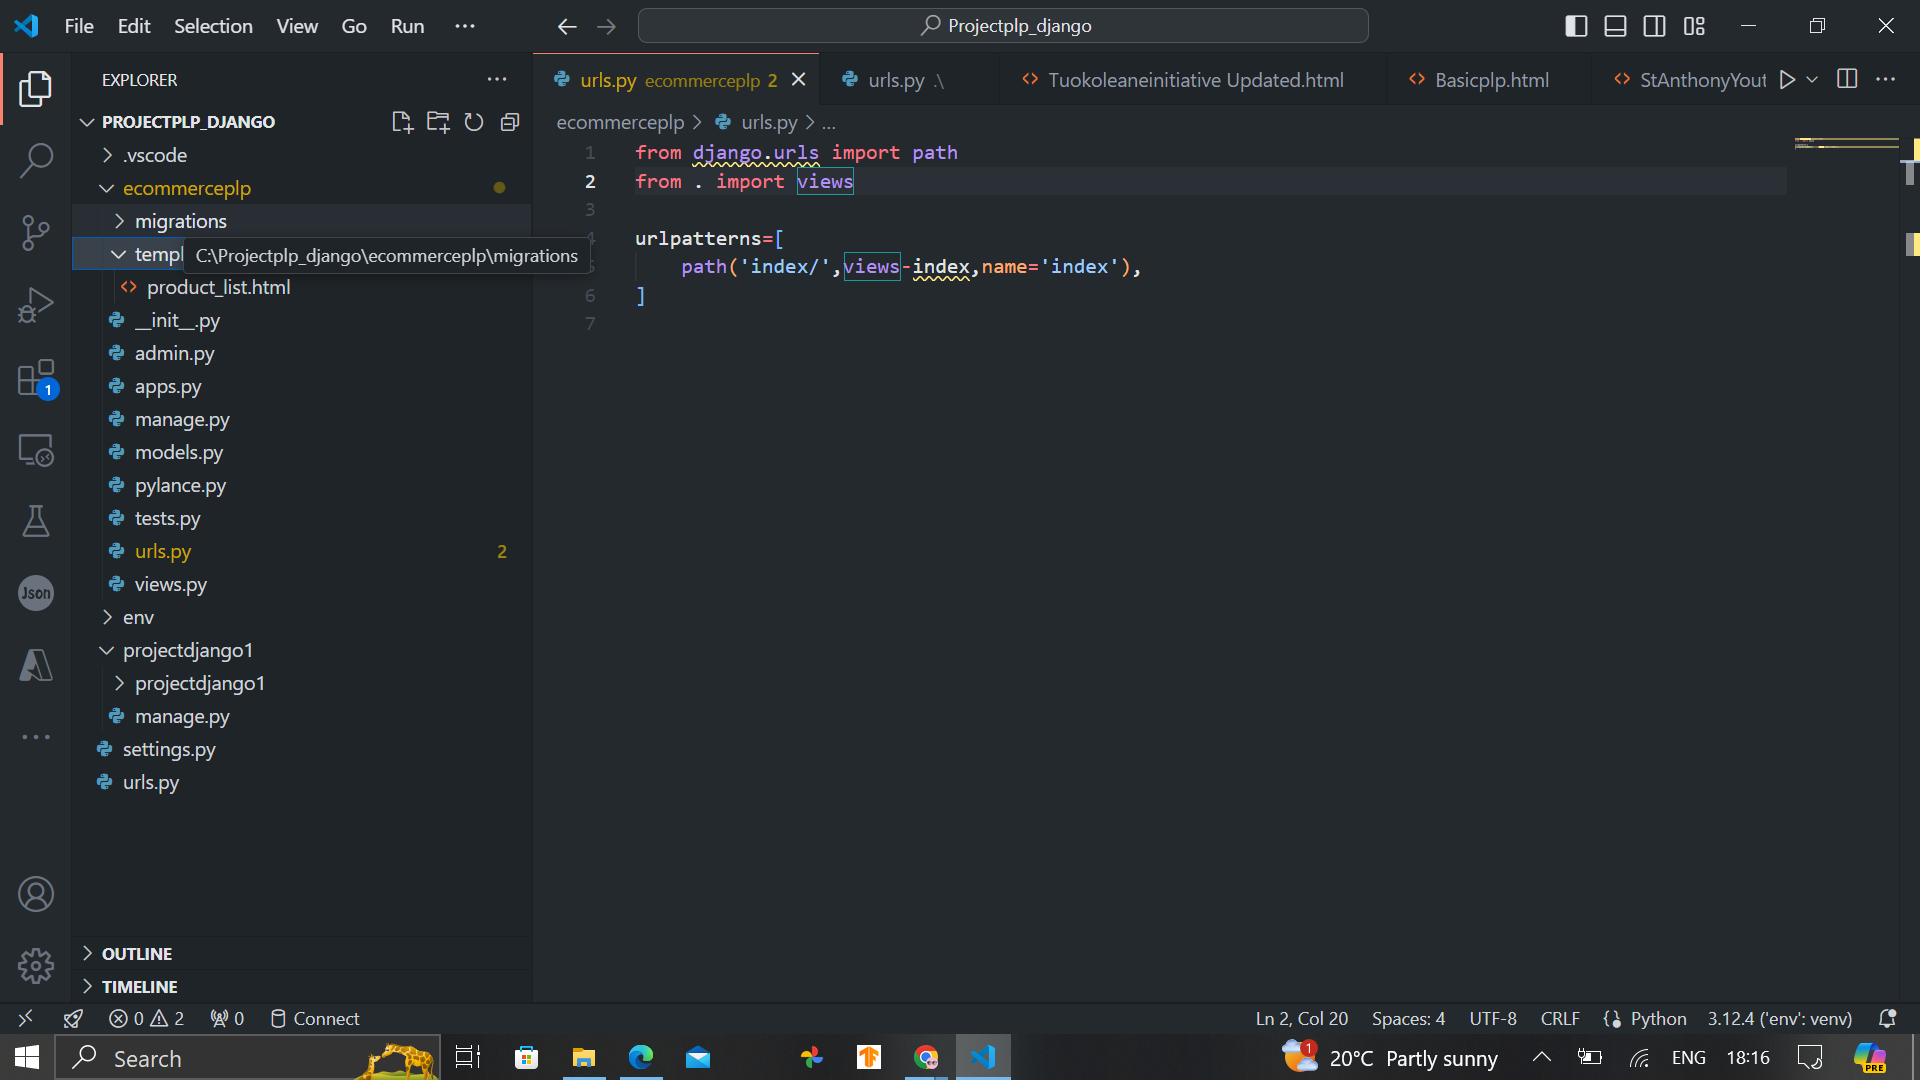 File Edit Selection View Go Run ···
Projectplp_django
EXPLORER ···
PROJECTPLP_DJANGO
.vscode
ecommerceplp
migrations
templ
C:\Projectplp_django\ecommerceplp\migrations
product_list.html
__init__.py
admin.py
apps.py
manage.py
models.py
pylance.py
tests.py
urls.py 2
views.py
env
projectdjango1
projectdjango1
manage.py
settings.py
urls.py
OUTLINE
TIMELINE
1
Json
urls.py ecommerceplp 2
urls.py .\
Tuokoleaneinitiative Updated.html
Basicplp.html
StAnthonyYout
ecommerceplp > urls.py > ...
1 from django.urls import path
2 from . import views
3
4 urlpatterns=[
path('index/',views-index,name='index'),
6 ]
7
0 2 0 Connect
Ln 2, Col 20 Spaces: 4 UTF-8 CRLF {} Python 3.12.4 ('env': venv)
Search
1 20°C Partly sunny ENG 18:16 PRE